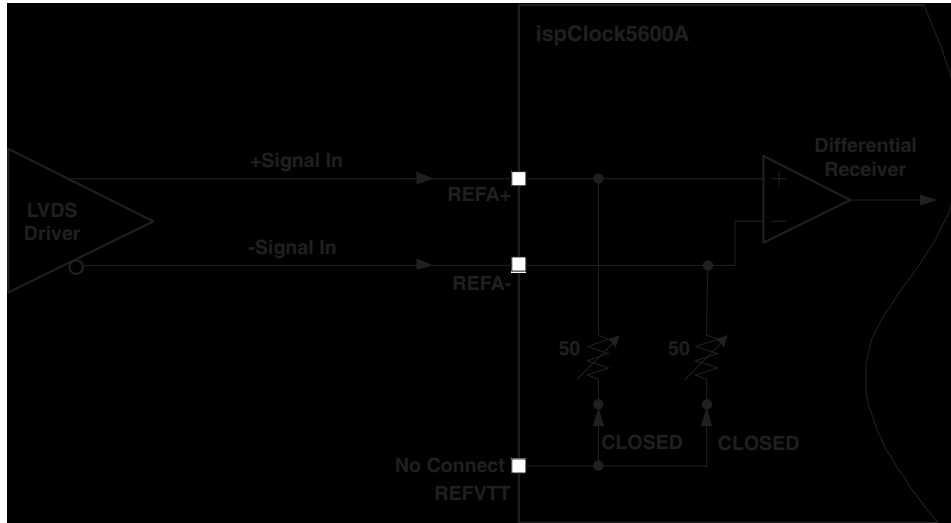 ispClock5600A
+Signal In
Differential
Receiver
REFA+
+
LVDS
Driver
-Signal In
−
REFA-
50
50
CLOSED
CLOSED
No Connect
REFVTT